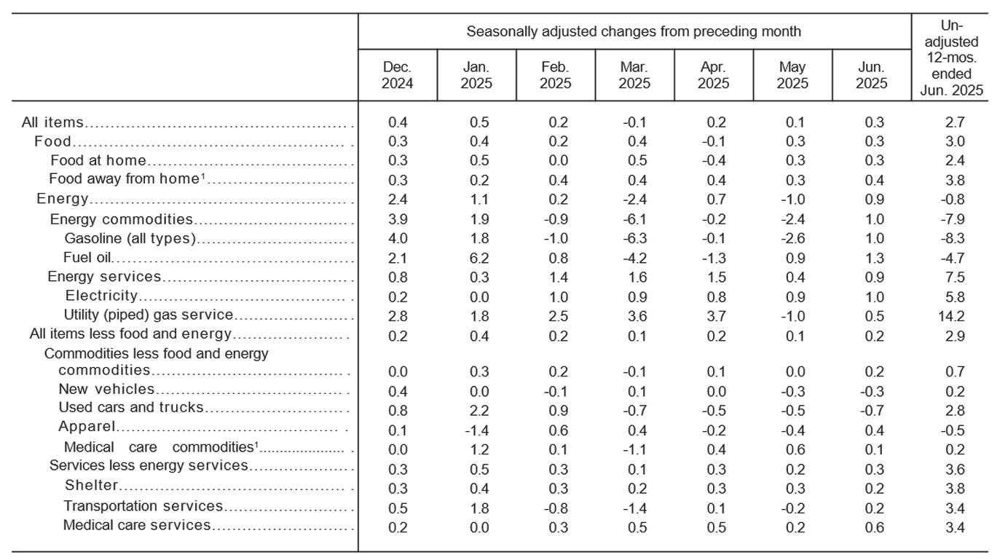 Seasonally adjusted changes from preceding month
Un-
adjusted
12-mos.
ended
Jun. 2025
Dec. 2024
Jan. 2025
Feb. 2025
Mar. 2025
Apr. 2025
May 2025
Jun. 2025
All items 0.4 0.5 0.2 -0.1 0.2 0.1 0.3 2.7
Food 0.3 0.4 0.2 0.4 -0.1 0.3 0.3 3.0
Food at home 0.3 0.5 0.0 0.5 -0.4 0.3 0.3 2.4
Food away from home¹ 0.3 0.2 0.4 0.4 0.4 0.3 0.4 3.8
Energy 2.4 1.1 0.2 -2.4 0.7 -1.0 0.9 -0.8
Energy commodities 3.9 1.9 -0.9 -6.1 -0.2 -2.4 1.0 -7.9
Gasoline (all types) 4.0 1.8 -1.0 -6.3 -0.1 -2.6 1.0 -8.3
Fuel oil 2.1 6.2 0.8 -4.2 -1.3 0.9 1.3 -4.7
Energy services 0.8 0.3 1.4 1.6 1.5 0.4 0.9 7.5
Electricity 0.2 0.0 1.0 0.9 0.8 0.9 1.0 5.8
Utility (piped) gas service 2.8 1.8 2.5 3.6 3.7 -1.0 0.5 14.2
All items less food and energy 0.2 0.4 0.2 0.1 0.2 0.1 0.2 2.9
Commodities less food and energy
commodities 0.0 0.3 0.2 -0.1 0.1 0.0 0.2 0.7
New vehicles 0.4 0.0 -0.1 0.1 0.0 -0.3 -0.3 0.2
Used cars and trucks 0.8 2.2 0.9 -0.7 -0.5 -0.5 -0.7 2.8
Apparel 0.1 -1.4 0.6 0.4 -0.2 -0.4 0.4 -0.5
Medical care commodities¹ 0.0 1.2 0.1 -1.1 0.4 0.6 0.1 0.2
Services less energy services 0.3 0.5 0.3 0.1 0.3 0.2 0.3 3.6
Shelter 0.3 0.4 0.3 0.2 0.3 0.3 0.2 3.8
Transportation services 0.5 1.8 -0.8 -1.4 0.1 -0.2 0.2 3.4
Medical care services 0.2 0.0 0.3 0.5 0.5 0.2 0.6 3.4